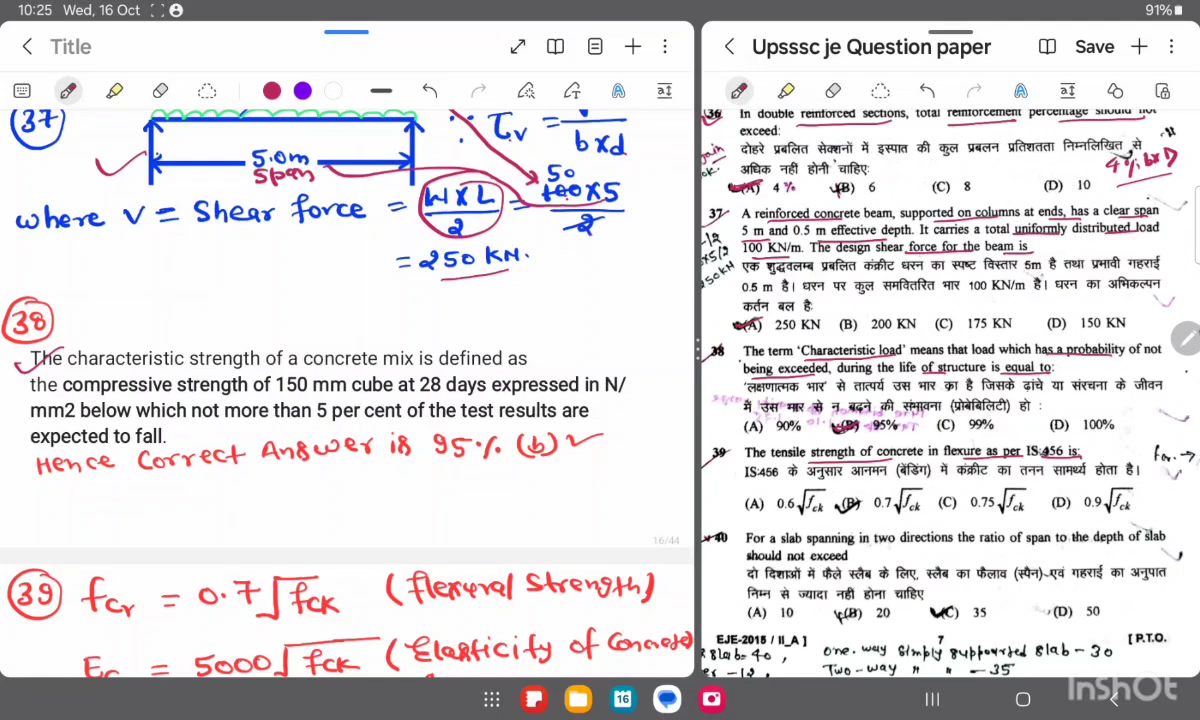 10:25 Wed, 16 Oct
91%
Title
(37)
5.0m
span
∵ τv = V
b x d
where V = Shear force = W X L / 2 = 100 x 5 / 2
50
= 250 KN.
(38)
The characteristic strength of a concrete mix is defined as
the compressive strength of 150 mm cube at 28 days expressed in N/
mm2 below which not more than 5 per cent of the test results are
expected to fall.
Hence Correct Answer is 95% (b)
16/44
(39) fcr = 0.7√fck (flexural Strength)
Ec = 5000√fck (Elasticity of Concrete)
Upsssc je Question paper
Save
36 In double reinforced sections, total reinforcement percentage should not
exceed:
दोहरे प्रबलित सेक्शनों में इस्पात की कुल प्रबलन प्रतिशतता निम्नलिखित से
अधिक नहीं होनी चाहिएः
4% bxD
(A) 4% (B) 6 (C) 8 (D) 10
37 A reinforced concrete beam, supported on columns at ends, has a clear span
5 m and 0.5 m effective depth. It carries a total uniformly distributed load
100 KN/m. The design shear force for the beam is
एक शुद्धवलम्ब प्रबलित कंक्रीट धरन का स्पष्ट विस्तार 5m है तथा प्रभावी गहराई
0.5 m है। धरन पर कुल समवितरित भार 100 KN/m है। धरन का अभिकल्पन
कर्तन बल हैः
(A) 250 KN (B) 200 KN (C) 175 KN (D) 150 KN
38 The term 'Characteristic load' means that load which has a probability of not
being exceeded, during the life of structure is equal to:
'लक्षणात्मक भार' से तात्पर्य उस भार का है जिसके ढांचे या संरचना के जीवन
में उस भार से न बढ़ने की संभावना (प्रोबेबिलिटी) हो :
(A) 90% (B) 95% (C) 99% (D) 100%
39 The tensile strength of concrete in flexure as per IS:456 is:
IS:456 के अनुसार आनमन (बेंडिंग) में कंक्रीट का तनन सामर्थ्य होता है।
(A) 0.6√fck (B) 0.7√fck (C) 0.75√fck (D) 0.9√fck
40 For a slab spanning in two directions the ratio of span to the depth of slab
should not exceed
दो दिशाओं में फैले स्लैब के लिए, स्लैब का फैलाव (स्पैन) एवं गहराई का अनुपात
निम्न से ज्यादा नहीं होना चाहिए
(A) 10 (B) 20 (C) 35 (D) 50
EJE-2015 / II_A ] 7 [ P.T.O.
slab= 40, one-way simply supported slab - 30
-12, Two-way " " - 35
16
InShOt